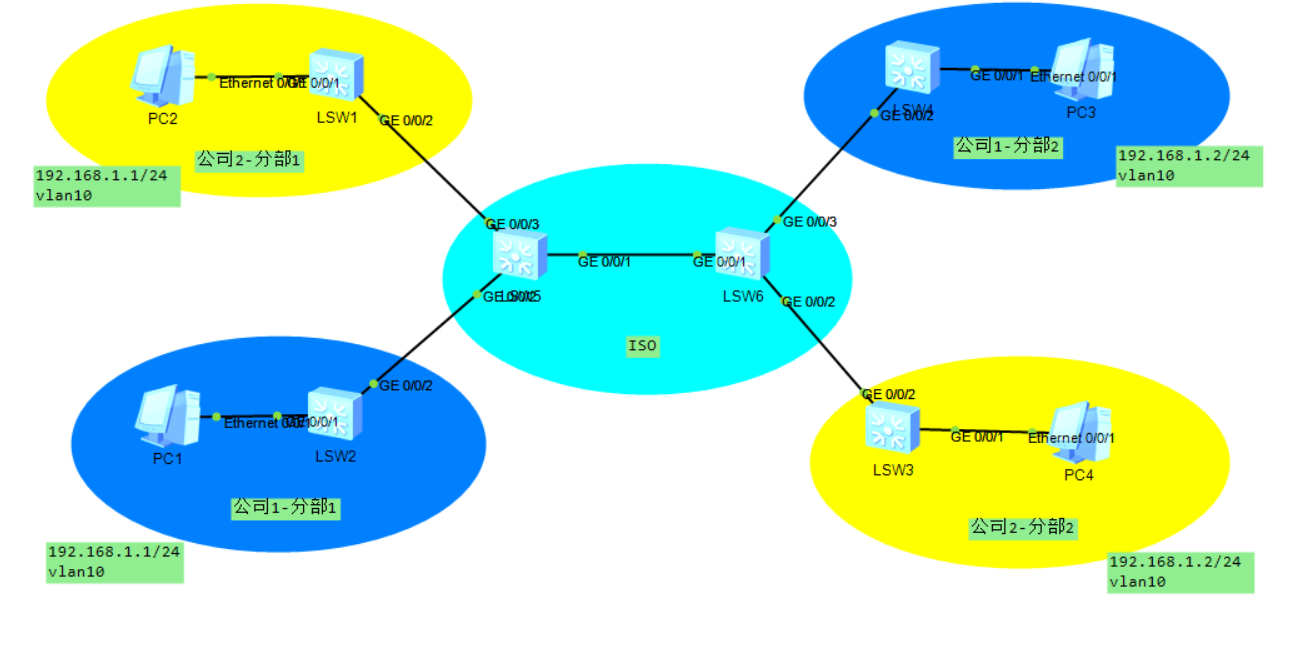 Ethernet 0/0/1
GE 0/0/1
PC2
LSW1
GE 0/0/2
公司2-分部1
192.168.1.1/24
vlan10
GE 0/0/1
Ethernet 0/0/1
LSW4
GE 0/0/2
PC3
公司1-分部2
192.168.1.2/24
vlan10
GE 0/0/3
GE 0/0/1
GE 0/0/2
LSW5
GE 0/0/3
GE 0/0/1
LSW6
GE 0/0/2
ISO
GE 0/0/2
Ethernet 0/0/1
GE 0/0/1
PC1
LSW2
公司1-分部1
192.168.1.1/24
vlan10
GE 0/0/2
GE 0/0/1
Ethernet 0/0/1
LSW3
PC4
公司2-分部2
192.168.1.2/24
vlan10